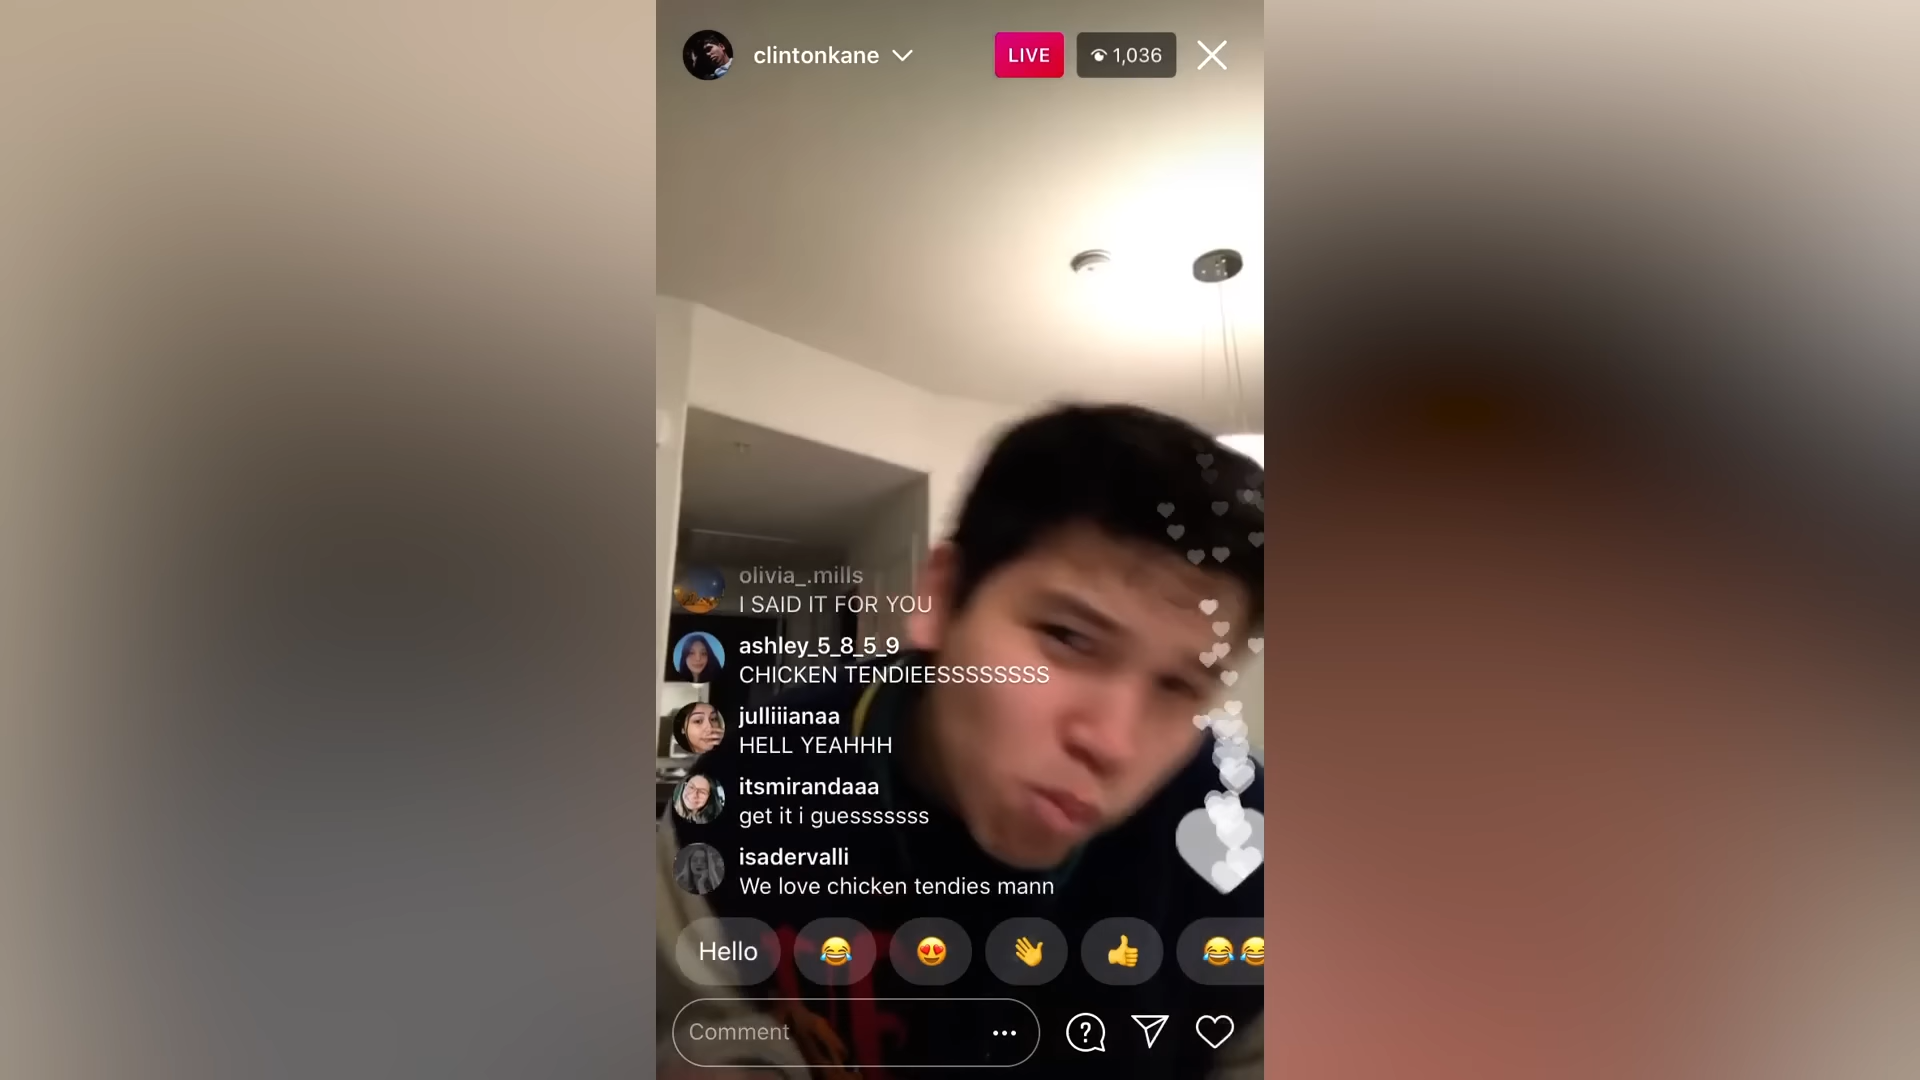 clintonkane
LIVE
1,036
olivia_.mills
I SAID IT FOR YOU
ashley_5_8_5_9
CHICKEN TENDIEESSSSSSSS
julliiianaa
HELL YEAHHH
itsmirandaaa
get it i guesssssss
isadervalli
We love chicken tendies mann
Hello
Comment